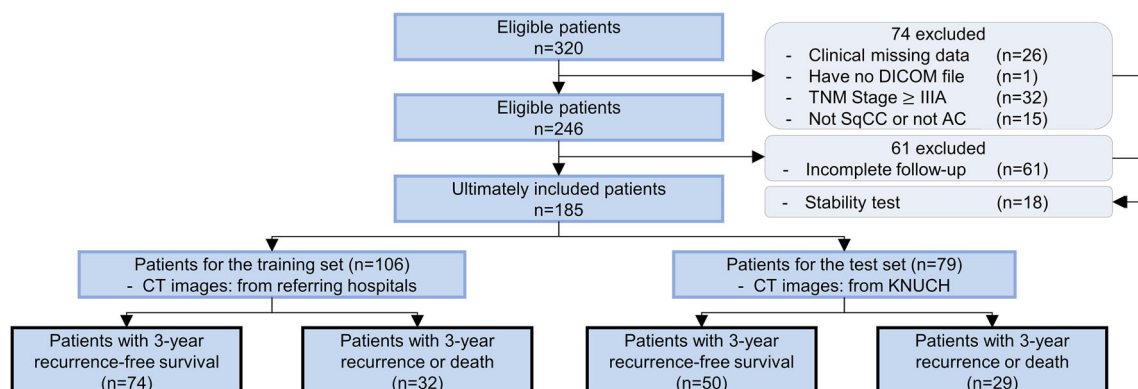 Eligible patients
n=320
74 excluded
- Clinical missing data (n=26)
- Have no DICOM file (n=1)
- TNM Stage ≥ IIIA (n=32)
- Not SqCC or not AC (n=15)
Eligible patients
n=246
61 excluded
- Incomplete follow-up (n=61)
Ultimately included patients
n=185
- Stability test (n=18)
Patients for the training set (n=106)
- CT images: from referring hospitals
Patients for the test set (n=79)
- CT images: from KNUCH
Patients with 3-year
recurrence-free survival
(n=74)
Patients with 3-year
recurrence or death
(n=32)
Patients with 3-year
recurrence-free survival
(n=50)
Patients with 3-year
recurrence or death
(n=29)